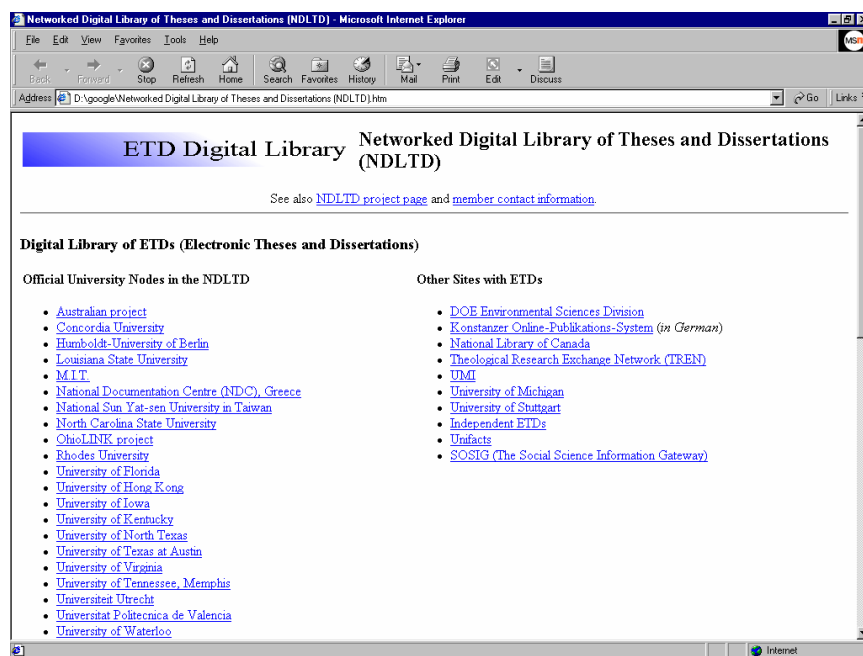 Networked Digital Library of Theses and Dissertations (NDLTD) - Microsoft Internet Explorer
File Edit View Favorites Tools Help
MSN
Back Forward Stop Refresh Home Search Favorites History Mail Print Edit Discuss
Address D:\google\Networked Digital Library of Theses and Dissertations (NDLTD).htm Go Links
ETD Digital Library
Networked Digital Library of Theses and Dissertations
(NDLTD)
See also NDLTD project page and member contact information.
Digital Library of ETDs (Electronic Theses and Dissertations)
Official University Nodes in the NDLTD
Australian project
Concordia University
Humboldt-University of Berlin
Louisiana State University
M.I.T.
National Documentation Centre (NDC), Greece
National Sun Yat-sen University in Taiwan
North Carolina State University
OhioLINK project
Rhodes University
University of Florida
University of Hong Kong
University of Iowa
University of Kentucky
University of North Texas
University of Texas at Austin
University of Virginia
University of Tennessee, Memphis
Universiteit Utrecht
Universitat Politecnica de Valencia
University of Waterloo
Other Sites with ETDs
DOE Environmental Sciences Division
Konstanzer Online-Publikations-System (in German)
National Library of Canada
Theological Research Exchange Network (TREN)
UMI
University of Michigan
University of Stuttgart
Independent ETDs
Unifacts
SOSIG (The Social Science Information Gateway)
Internet